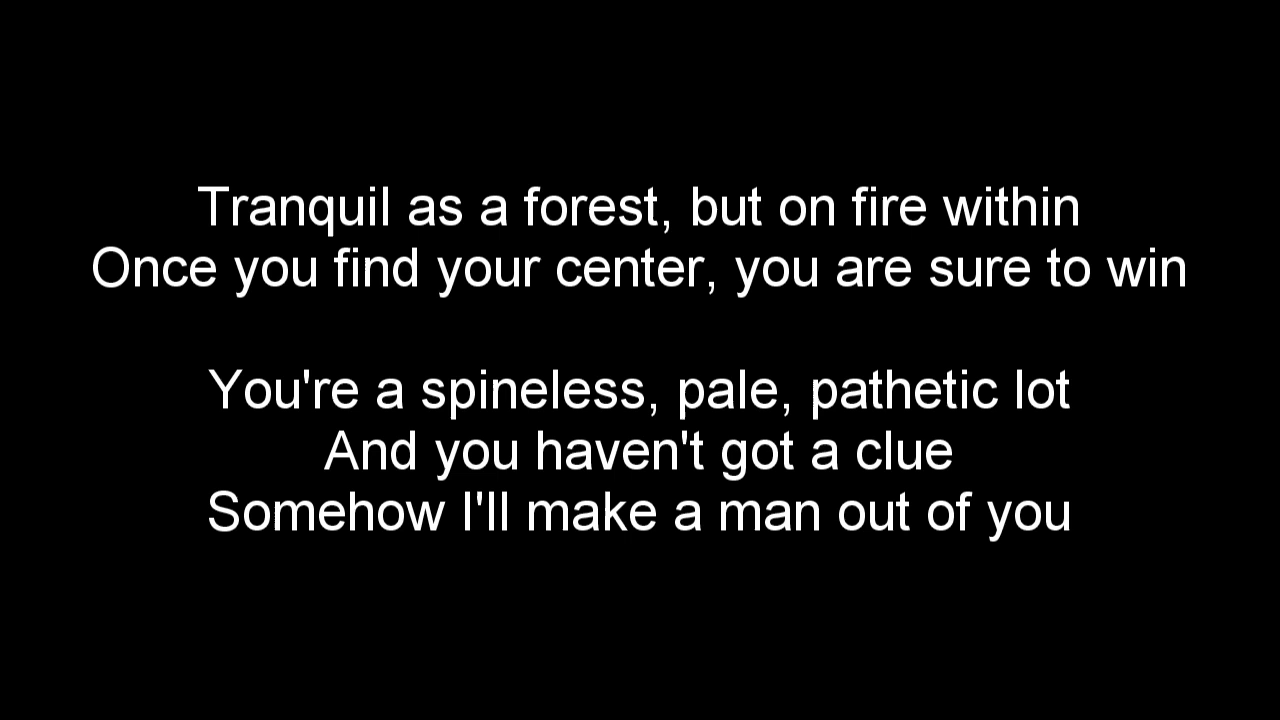 Tranquil as a forest, but on fire within
Once you find your center, you are sure to win
You're a spineless, pale, pathetic lot
And you haven't got a clue
Somehow I'll make a man out of you